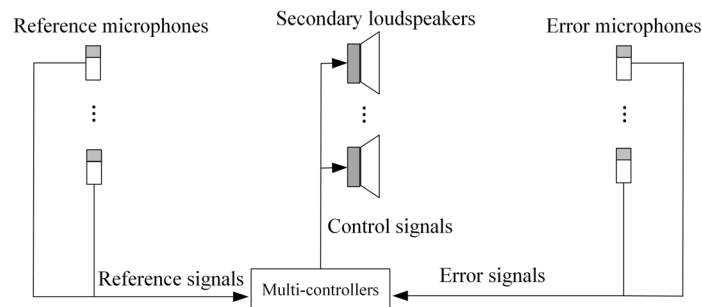 Reference microphones
Secondary loudspeakers
Error microphones
Control signals
Reference signals
Error signals
Multi-controllers